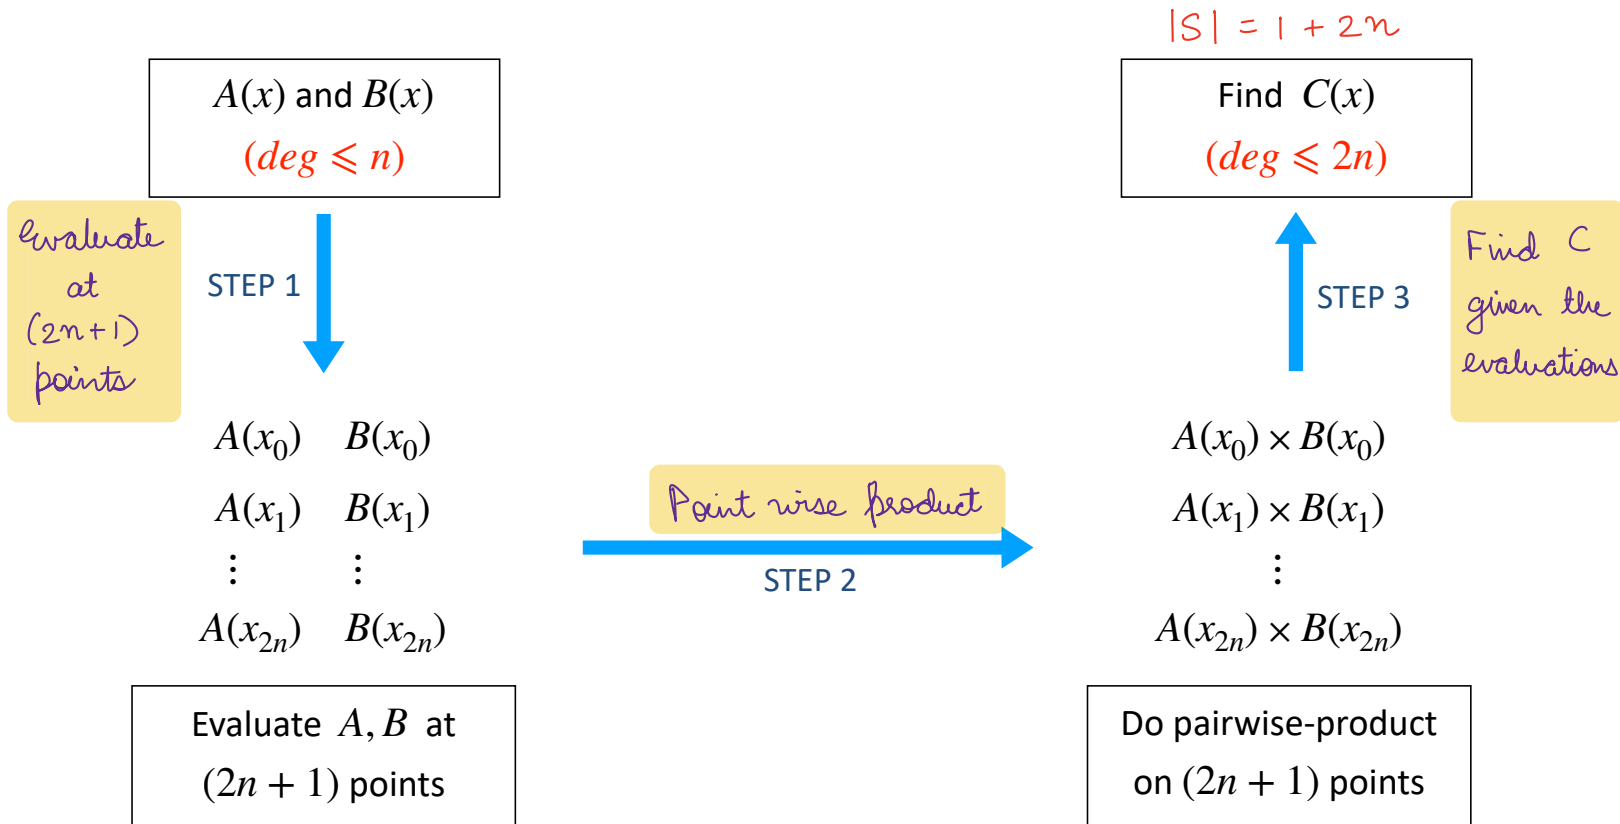 |S| = 1 + 2n
A(x) and B(x)
(deg ⩽ n)
Find C(x)
(deg ⩽ 2n)
Evaluate
at
(2n+1)
points
STEP 1
STEP 3
Find C
given the
evaluations
A(x₀) B(x₀)
A(x₁) B(x₁)
⋮ ⋮
A(x₂ₙ) B(x₂ₙ)
Point wise product
STEP 2
A(x₀) × B(x₀)
A(x₁) × B(x₁)
⋮
A(x₂ₙ) × B(x₂ₙ)
Evaluate A, B at
(2n + 1) points
Do pairwise-product
on (2n + 1) points